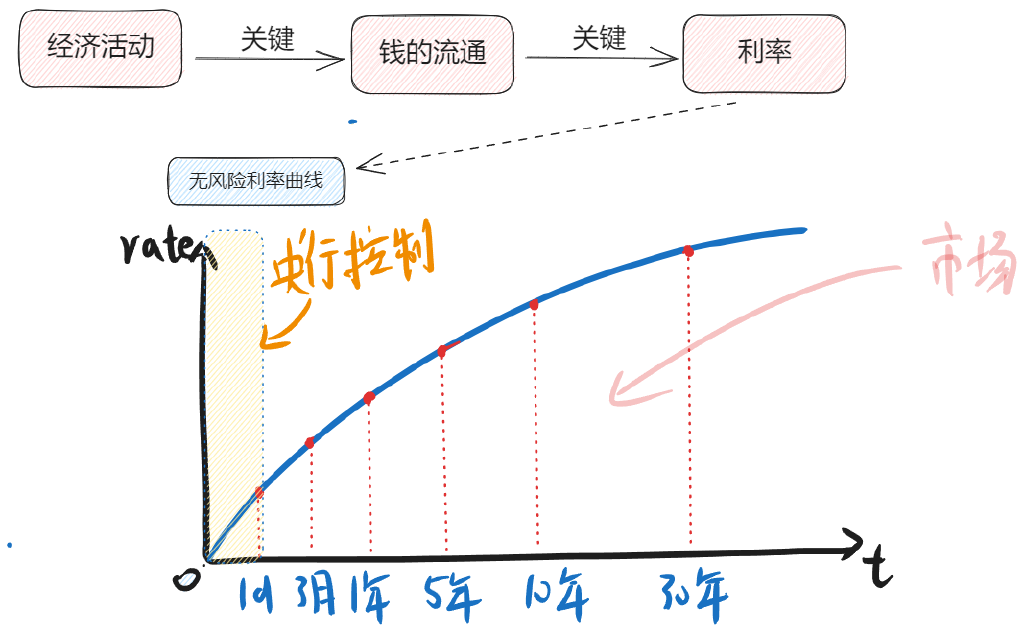 经济活动
关键
钱的流通
关键
利率
无风险利率曲线
rate
央行控制
市场
0
1d
3月
1年
5年
10年
30年
t